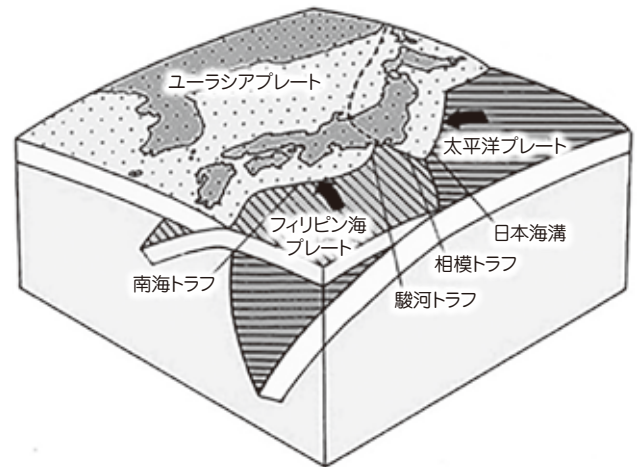 ユーラシアプレート
太平洋プレート
フィリピン海
プレート
日本海溝
相模トラフ
南海トラフ
駿河トラフ